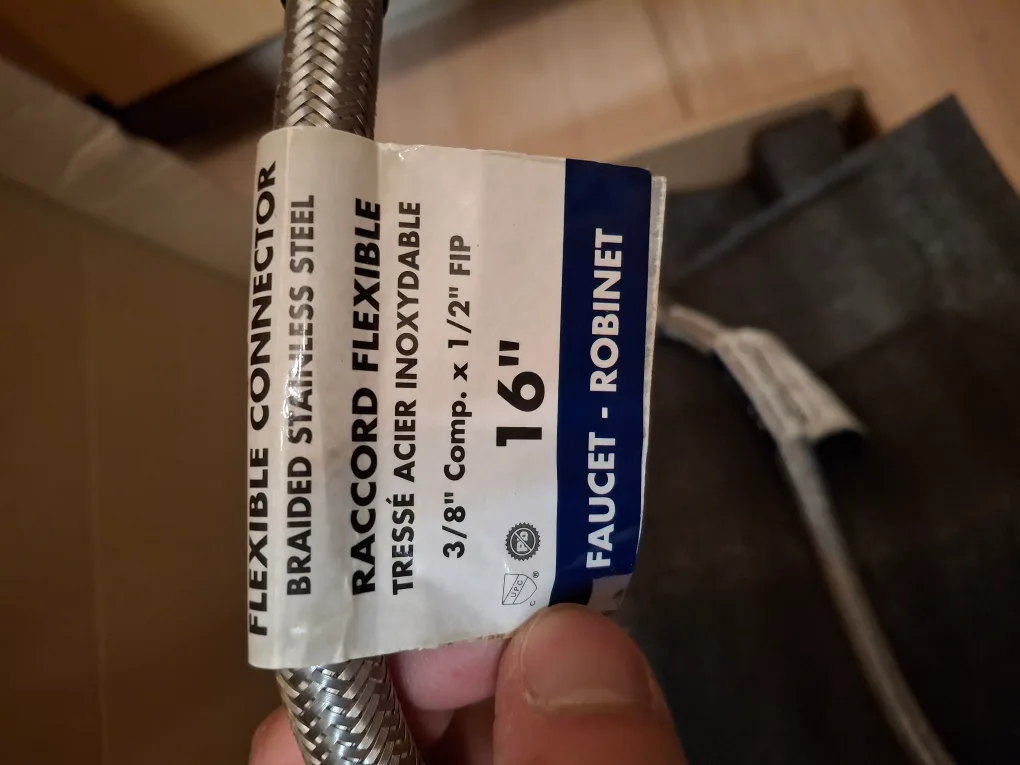 FLEXIBLE CONNECTOR
BRAIDED STAINLESS STEEL
RACCORD FLEXIBLE
TRESSÉ ACIER INOXYDABLE
3/8" Comp. x 1/2" FIP
16"
UPC
®
C
FAUCET - ROBINET